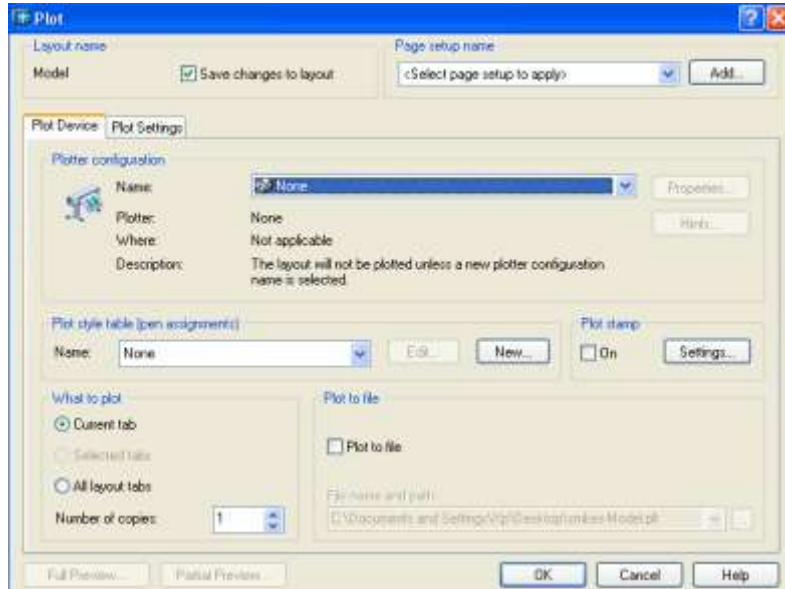 Plot
Layout name
Model
Save changes to layout
Page setup name
<Select page setup to apply>
Add...
Plot Device
Plot Settings
Plotter configuration
Name:
None
Properties...
Plotter:
None
Hints...
Where:
Not applicable
Description:
The layout will not be plotted unless a new plotter configuration
name is selected.
Plot style table (pen assignments)
Name:
None
Edit...
New...
Plot stamp
On
Settings...
What to plot
Current tab
Selected tabs
All layout tabs
Number of copies:
1
Plot to file
Plot to file
File name and path:
C:\Documents and
Full Preview...
Partial Preview...
OK
Cancel
Help